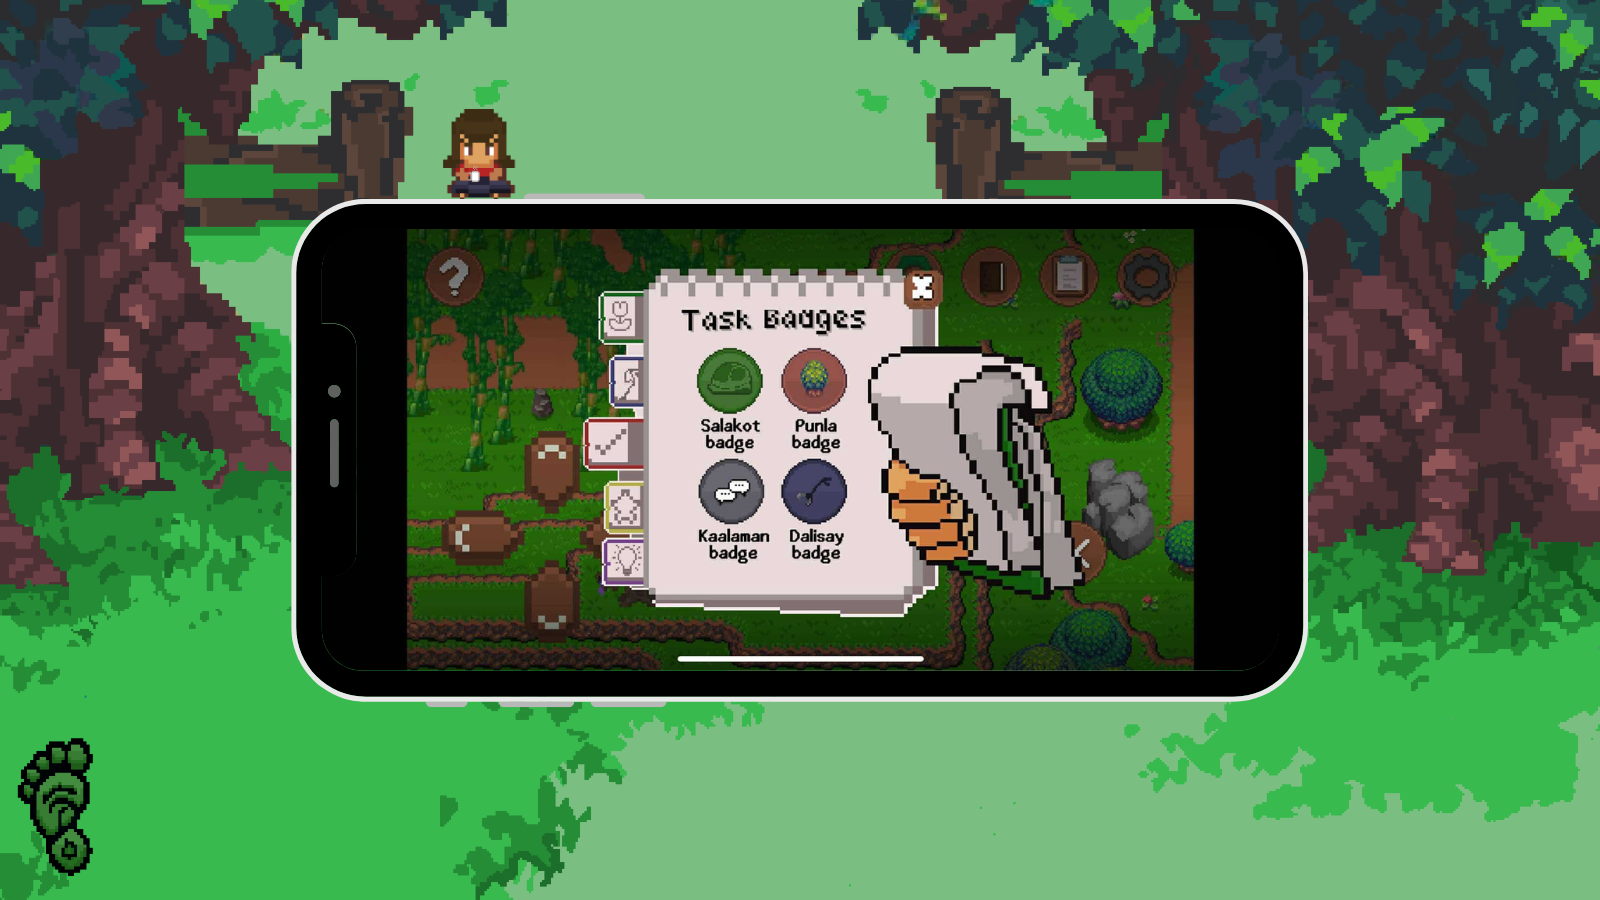 Task Badges
Salakot
badge
Punla
badge
Kaalaman
badge
Dalisay
badge